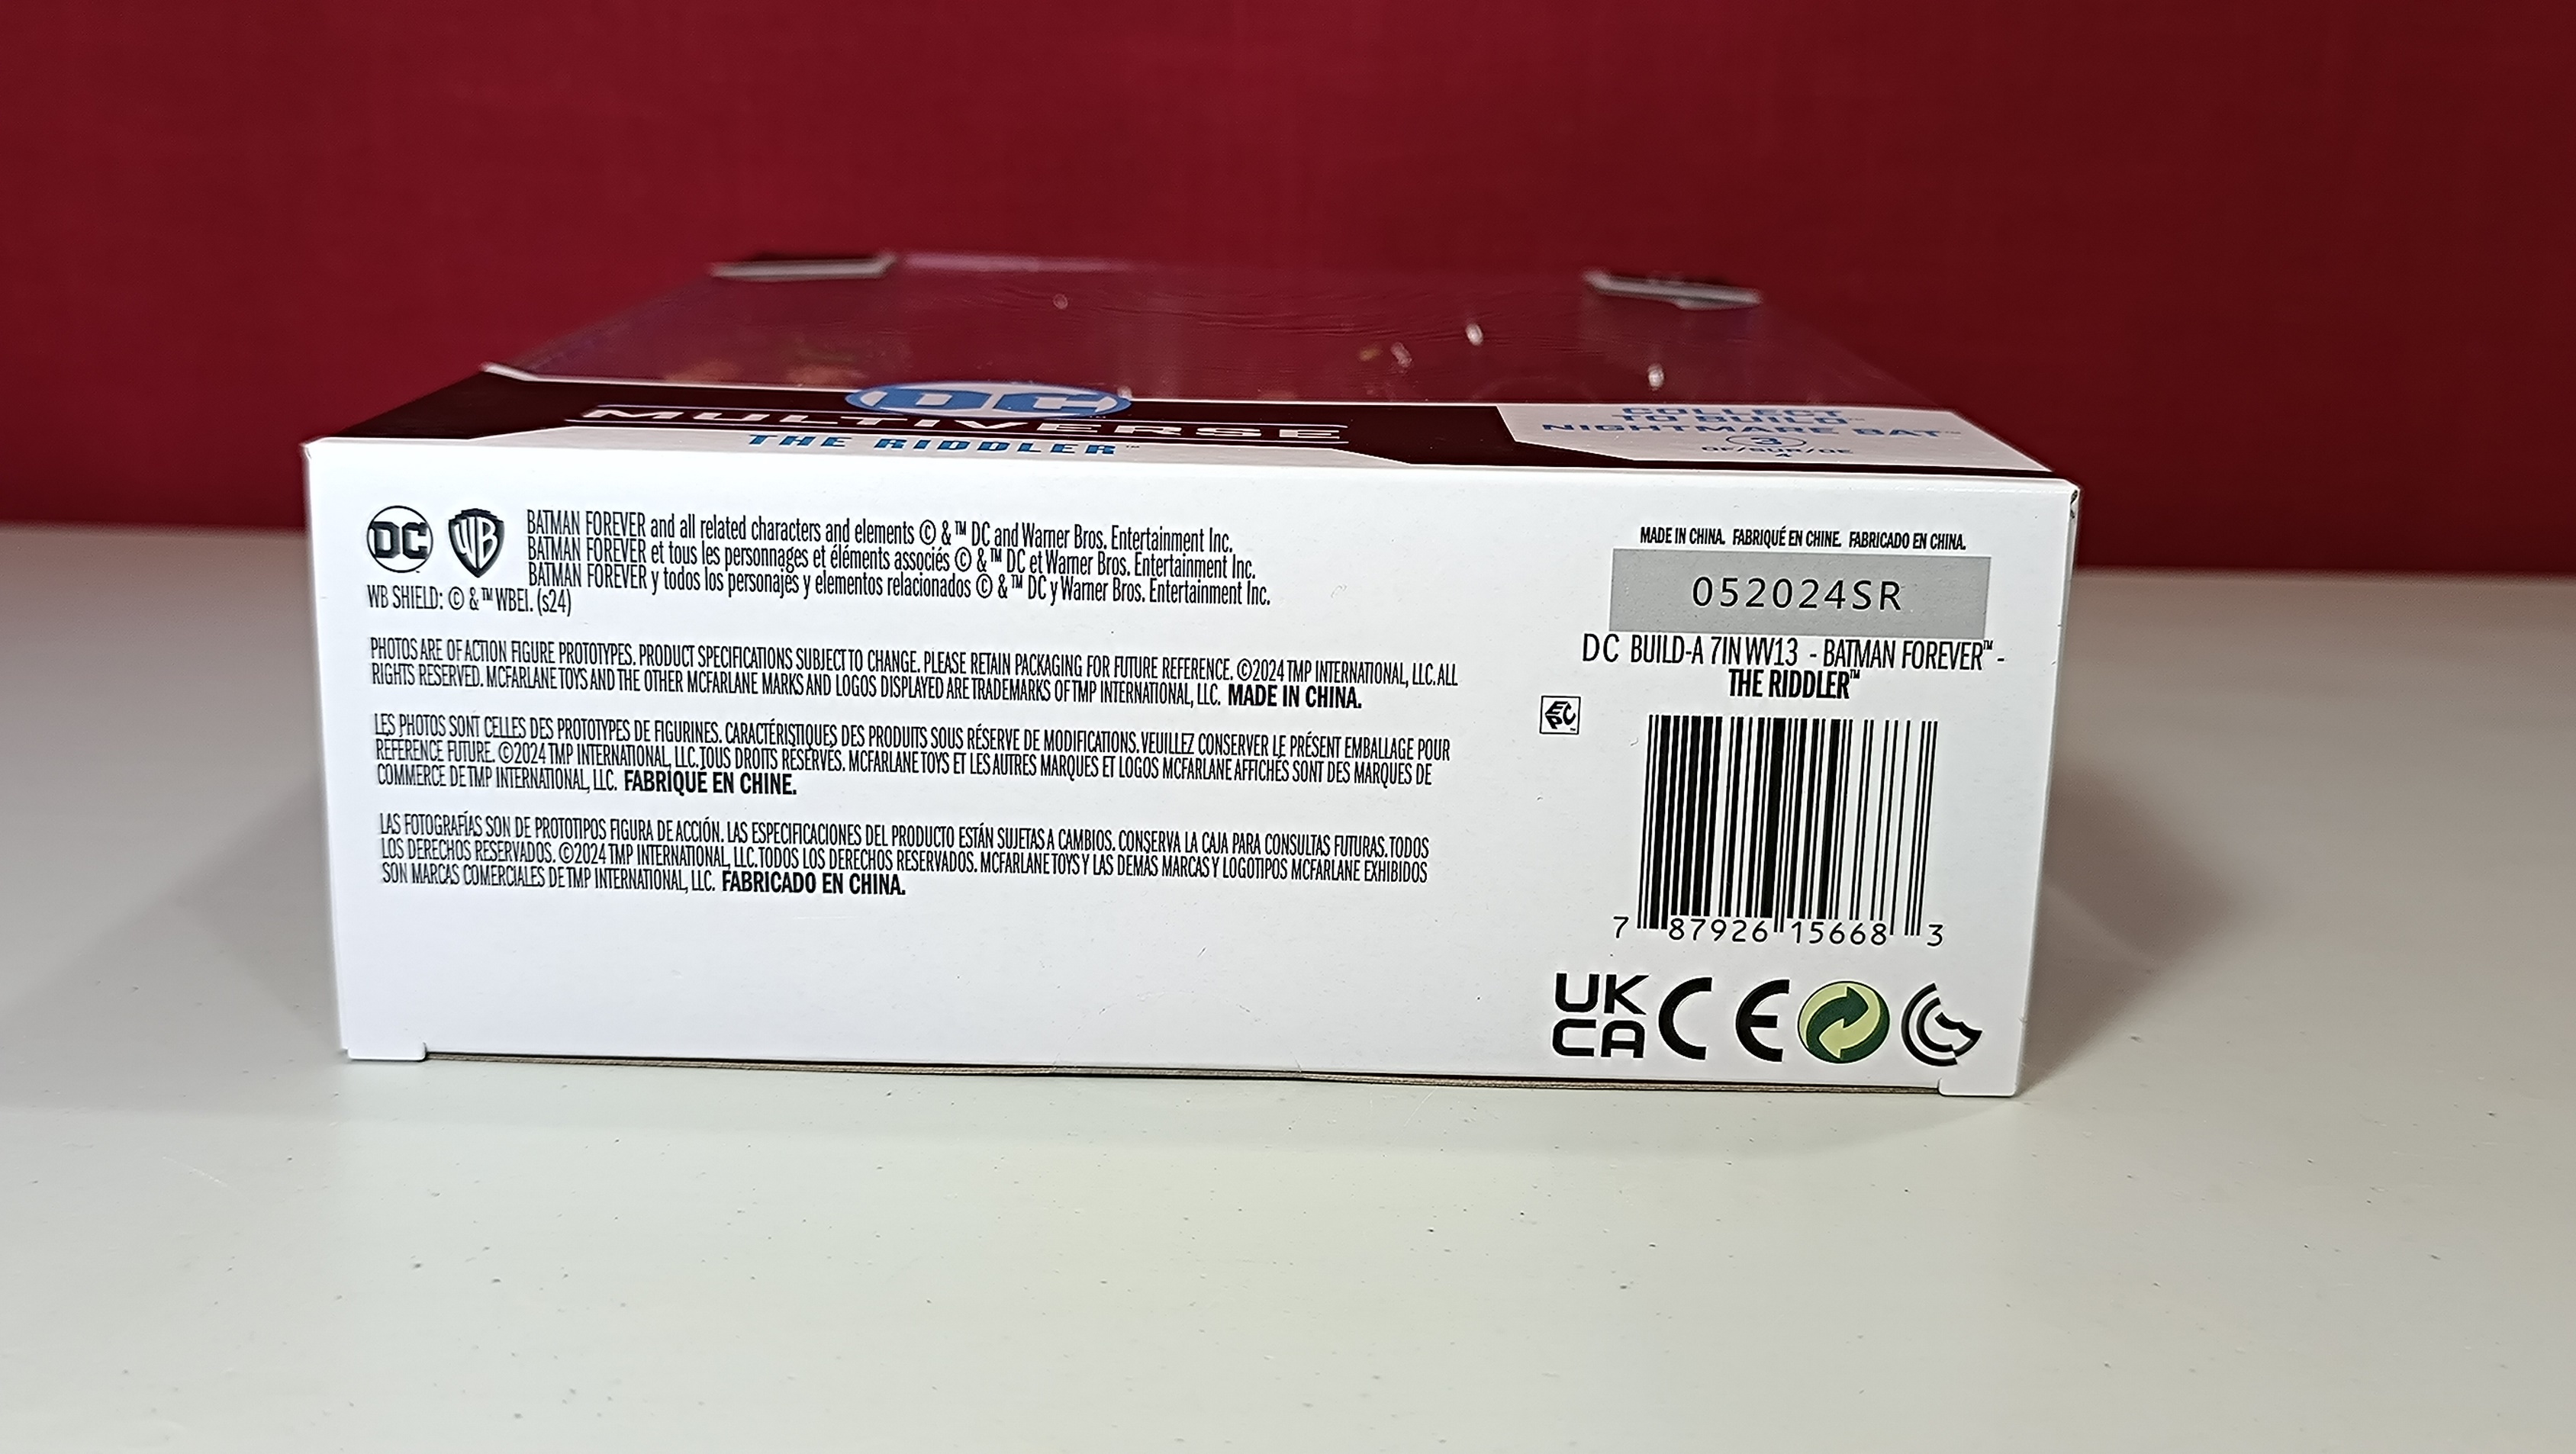 DC
MULTIVERSE
THE RIDDLER™
COLLECT
TO BUILD™
NIGHTMARE BAT™
3
OF/SUR/DE
4
DC WB
BATMAN FOREVER and all related characters and elements © & ™ DC and Warner Bros. Entertainment Inc.
BATMAN FOREVER et tous les personnages et éléments associés © & ™ DC et Warner Bros. Entertainment Inc.
BATMAN FOREVER y todos los personajes y elementos relacionados © & ™ DC y Warner Bros. Entertainment Inc.
WB SHIELD: © & ™ WBEI. (s24)
PHOTOS ARE OF ACTION FIGURE PROTOTYPES. PRODUCT SPECIFICATIONS SUBJECT TO CHANGE. PLEASE RETAIN PACKAGING FOR FUTURE REFERENCE. ©2024 TMP INTERNATIONAL, LLC. ALL
RIGHTS RESERVED. MCFARLANE TOYS AND THE OTHER MCFARLANE MARKS AND LOGOS DISPLAYED ARE TRADEMARKS OF TMP INTERNATIONAL, LLC. MADE IN CHINA.
LES PHOTOS SONT CELLES DES PROTOTYPES DE FIGURINES. CARACTÉRISTIQUES DES PRODUITS SOUS RÉSERVE DE MODIFICATIONS. VEUILLEZ CONSERVER LE PRÉSENT EMBALLAGE POUR
REFERENCE FUTURE. ©2024 TMP INTERNATIONAL, LLC. TOUS DROITS RÉSERVÉS. MCFARLANE TOYS ET LES AUTRES MARQUES ET LOGOS MCFARLANE AFFICHÉS SONT DES MARQUES DE
COMMERCE DE TMP INTERNATIONAL, LLC. FABRIQUÉ EN CHINE.
LAS FOTOGRAFÍAS SON DE PROTOTIPOS FIGURA DE ACCIÓN. LAS ESPECIFICACIONES DEL PRODUCTO ESTÁN SUJETAS A CAMBIOS. CONSERVA LA CAJA PARA CONSULTAS FUTURAS. TODOS
LOS DERECHOS RESERVADOS. ©2024 TMP INTERNATIONAL, LLC. TODOS LOS DERECHOS RESERVADOS. MCFARLANE TOYS Y LAS DEMÁS MARCAS Y LOGOTIPOS MCFARLANE EXHIBIDOS
SON MARCAS COMERCIALES DE TMP INTERNATIONAL, LLC. FABRICADO EN CHINA.
MADE IN CHINA. FABRIQUÉ EN CHINE. FABRICADO EN CHINA.
052024SR
DC BUILD-A 7IN WV13 - BATMAN FOREVER™ -
THE RIDDLER™
EPC
7 87926 15668 3
UK
CA CE